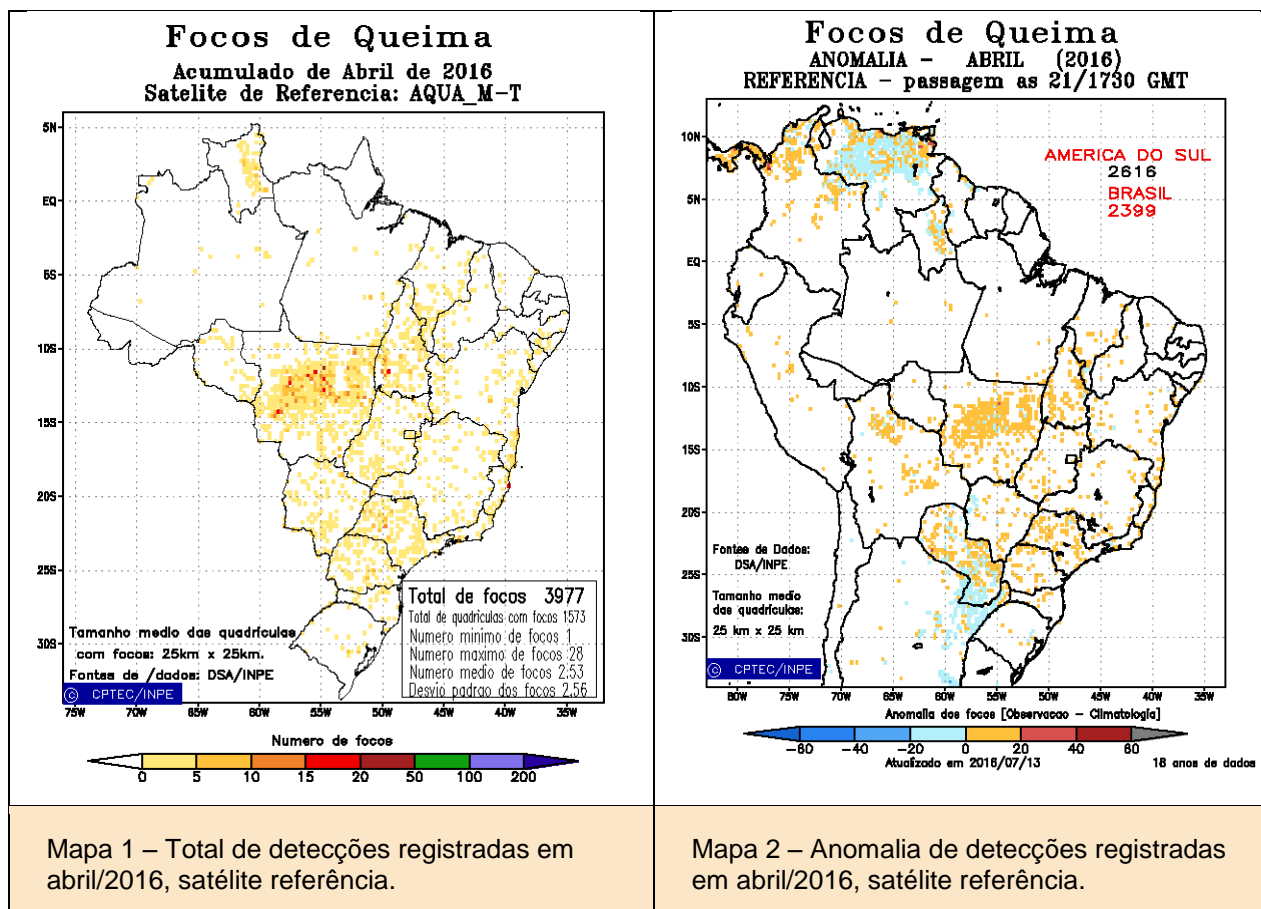 Focos de Queima
Acumulado de Abril de 2016
Satelite de Referencia: AQUA_M-T
5N
EQ
5S
10S
15S
20S
25S
30S
75W 70W 65W 60W 55W 50W 45W 40W 35W
Total de focos 3977
Total de quadriculas com focos 1573
Numero minimo de focos 1
Numero maximo de focos 28
Numero medio de focos 2.53
Desvio padrao dos focos 2.56
Tamanho medio das quadrículas
com focos: 25km x 25km.
Fontes de /dados: DSA/INPE
© CPTEC/INPE
Numero de focos
0 5 10 15 20 50 100 200
Mapa 1 – Total de detecções registradas em
abril/2016, satélite referência.
Focos de Queima
ANOMALIA - ABRIL (2016)
REFERENCIA - passagem as 21/1730 GMT
10N
5N
EQ
5S
10S
15S
20S
25S
30S
AMERICA DO SUL
2616
BRASIL
2399
Fontes de Dados:
DSA/INPE
Tamanho medio
das quadrículas:
25 km x 25 km
© CPTEC/INPE
80W 75W 70W 65W 60W 55W 50W 45W 40W 35W
Anomalia dos focos [Observacao - Climatologia]
-60 -40 -20 0 20 40 60
Atualizado em 2016/07/13
18 anos de dados
Mapa 2 – Anomalia de detecções registradas
em abril/2016, satélite referência.